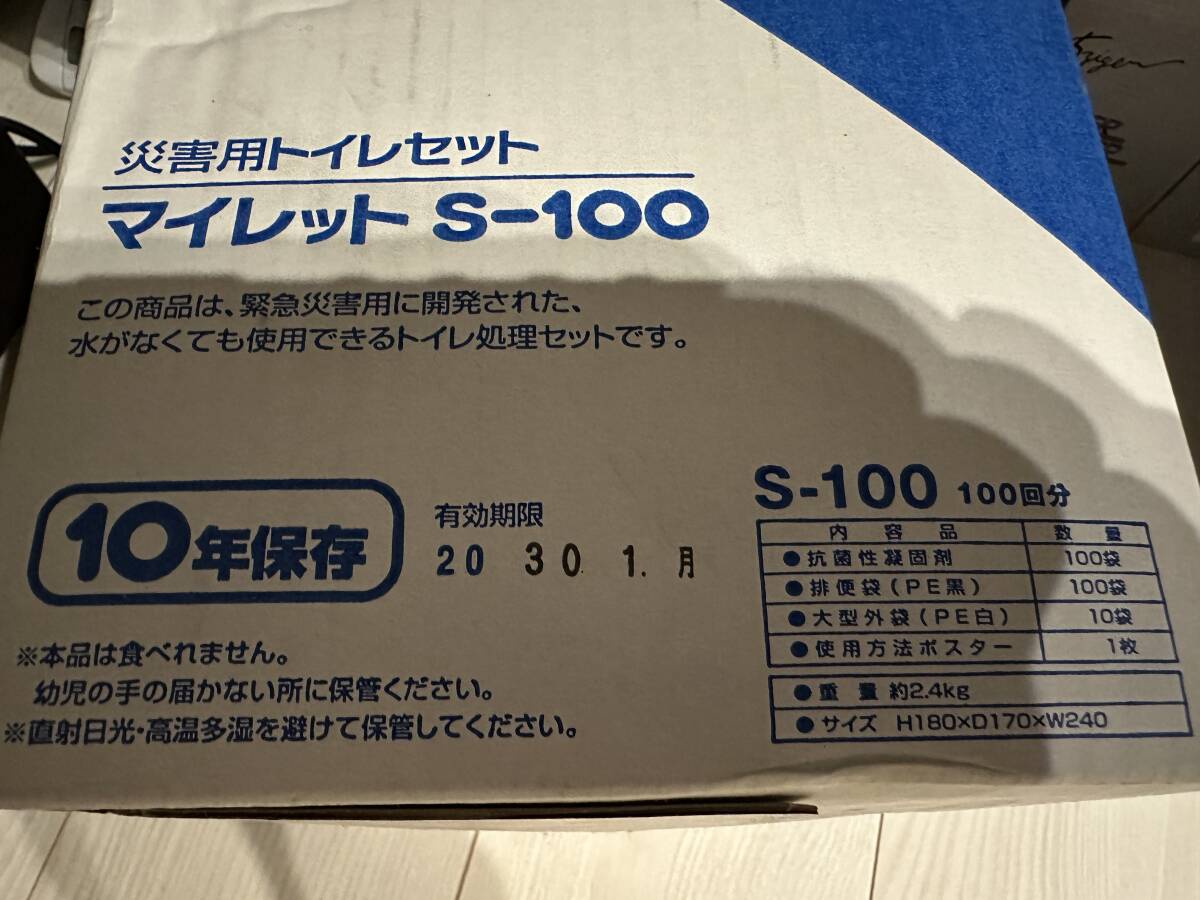 災害用トイレセット
マイレット S-100
この商品は、緊急災害用に開発された、
水がなくても使用できるトイレ処理セットです。
10年保存
有効期限
20 30 1.月
※本品は食べれません。
幼児の手の届かない所に保管ください。
※直射日光・高温多湿を避けて保管してください。
S-100 100回分
内容品 数量
●抗菌性凝固剤 100袋
●排便袋(PE黒) 100袋
●大型外袋(PE白) 10袋
●使用方法ポスター 1枚
●重量 約2.4kg
●サイズ H180×D170×W240